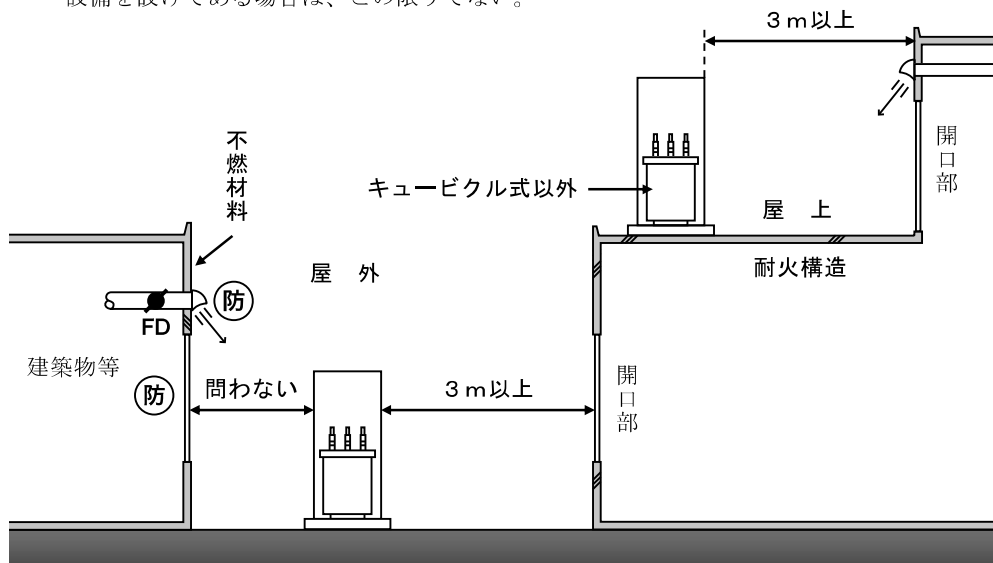 設備を設けてある場合は、この限りでない。
3m以上
不燃材料
開口部
キュービクル式以外
屋 上
屋 外
耐火構造
防
FD
建築物等
防
問わない
3m以上
開口部